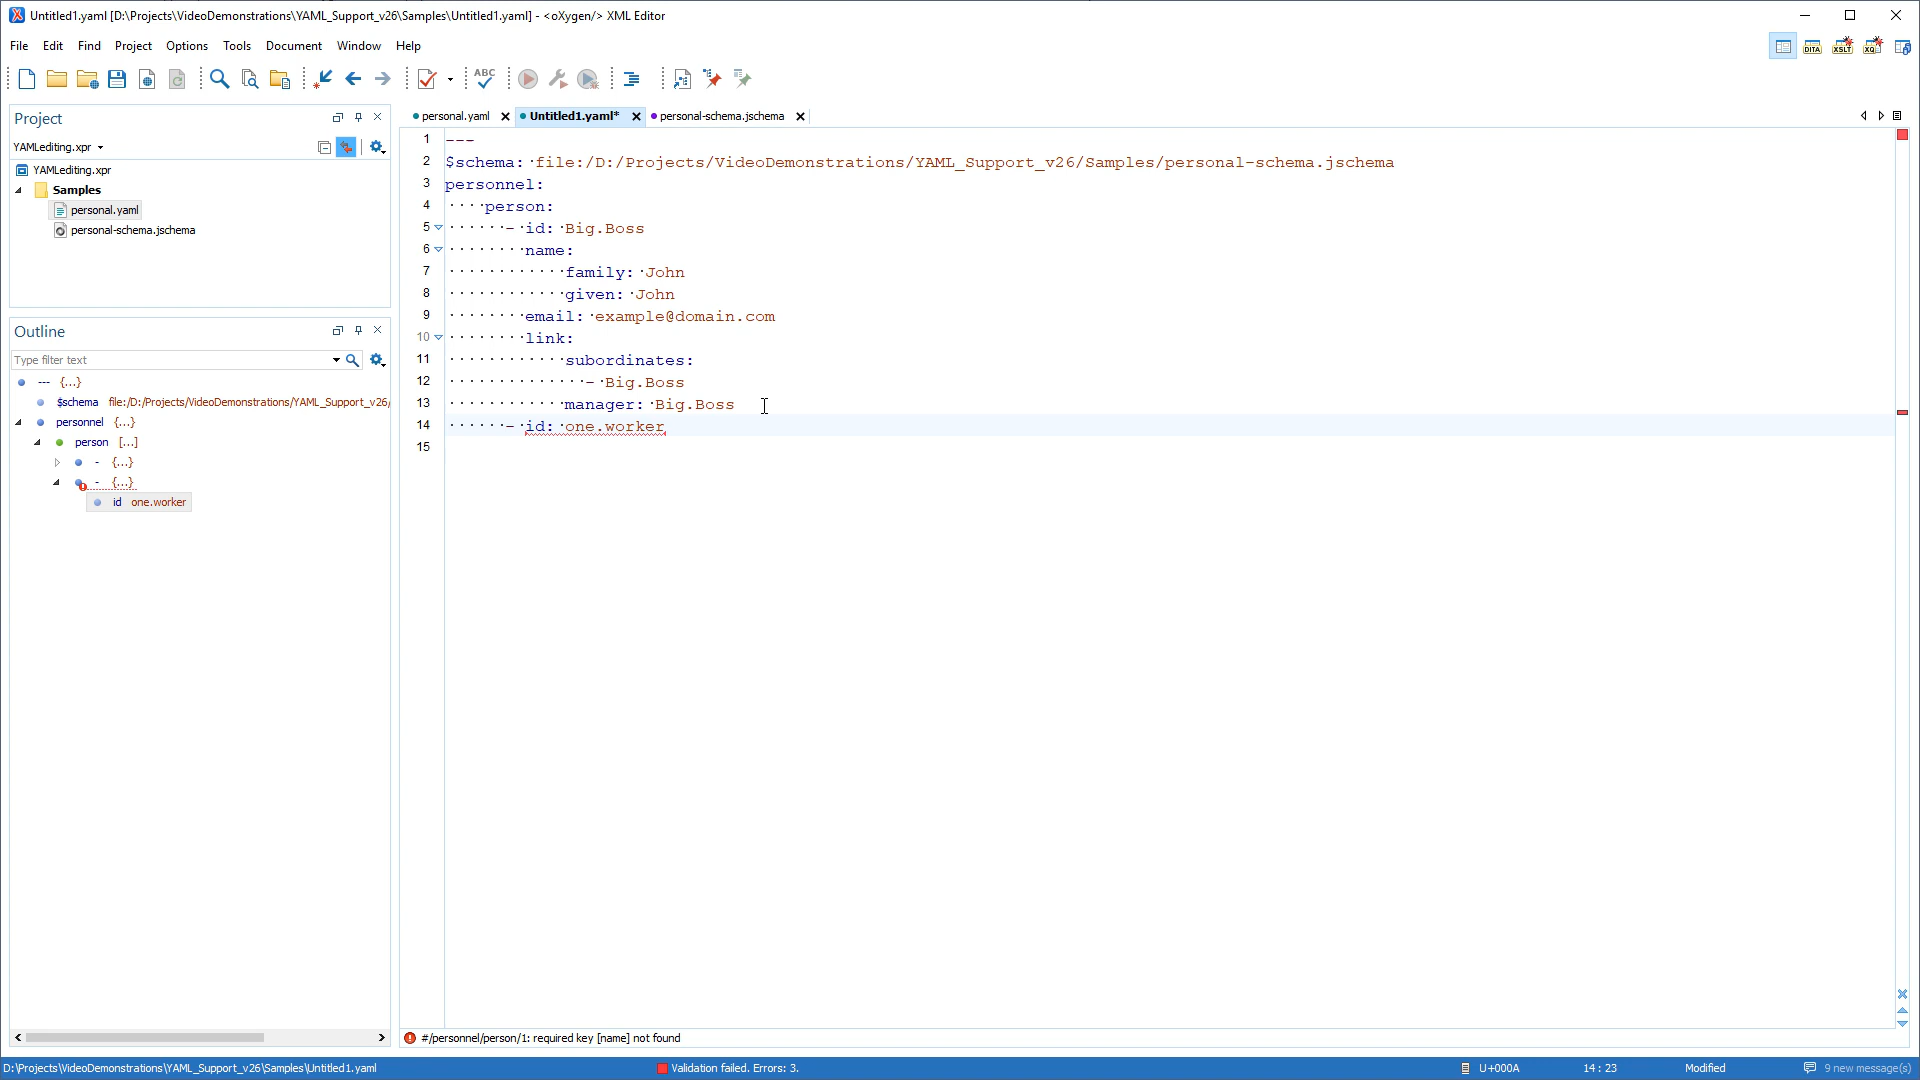 Untitled1.yaml [D:\Projects\VideoDemonstrations\YAML_Support_v26\Samples\Untitled1.yaml] - <oXygen/> XML Editor
File Edit Find Project Options Tools Document Window Help
DITA XSLT XQ
ABC
Project
YAMLediting.xpr
YAMLediting.xpr
Samples
personal.yaml
personal-schema.jschema
Outline
Type filter text
--- {...}
$schema file:/D:/Projects/VideoDemonstrations/YAML_Support_v26/
personnel {...}
person [...]
- {...}
- {...}
id one.worker
personal.yaml Untitled1.yaml* personal-schema.jschema
1 ---
2 $schema: file:/D:/Projects/VideoDemonstrations/YAML_Support_v26/Samples/personal-schema.jschema
3 personnel:
4 person:
5 - id: Big.Boss
6 name:
7 family: John
8 given: John
9 email: example@domain.com
10 link:
11 subordinates:
12 - Big.Boss
13 manager: Big.Boss
14 - id: one.worker
15
#/personnel/person/1: required key [name] not found
D:\Projects\VideoDemonstrations\YAML_Support_v26\Samples\Untitled1.yaml Validation failed. Errors: 3. U+000A 14 : 23 Modified 9 new message(s)